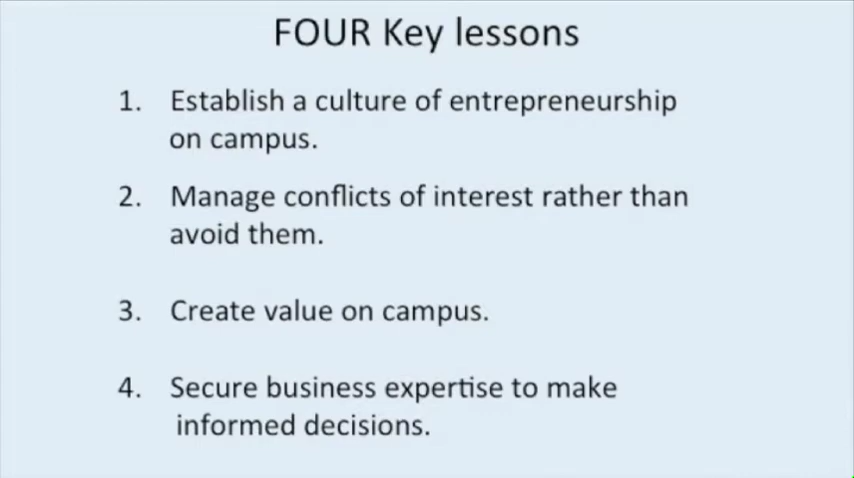 FOUR Key lessons
1. Establish a culture of entrepreneurship
on campus.
2. Manage conflicts of interest rather than
avoid them.
3. Create value on campus.
4. Secure business expertise to make
informed decisions.